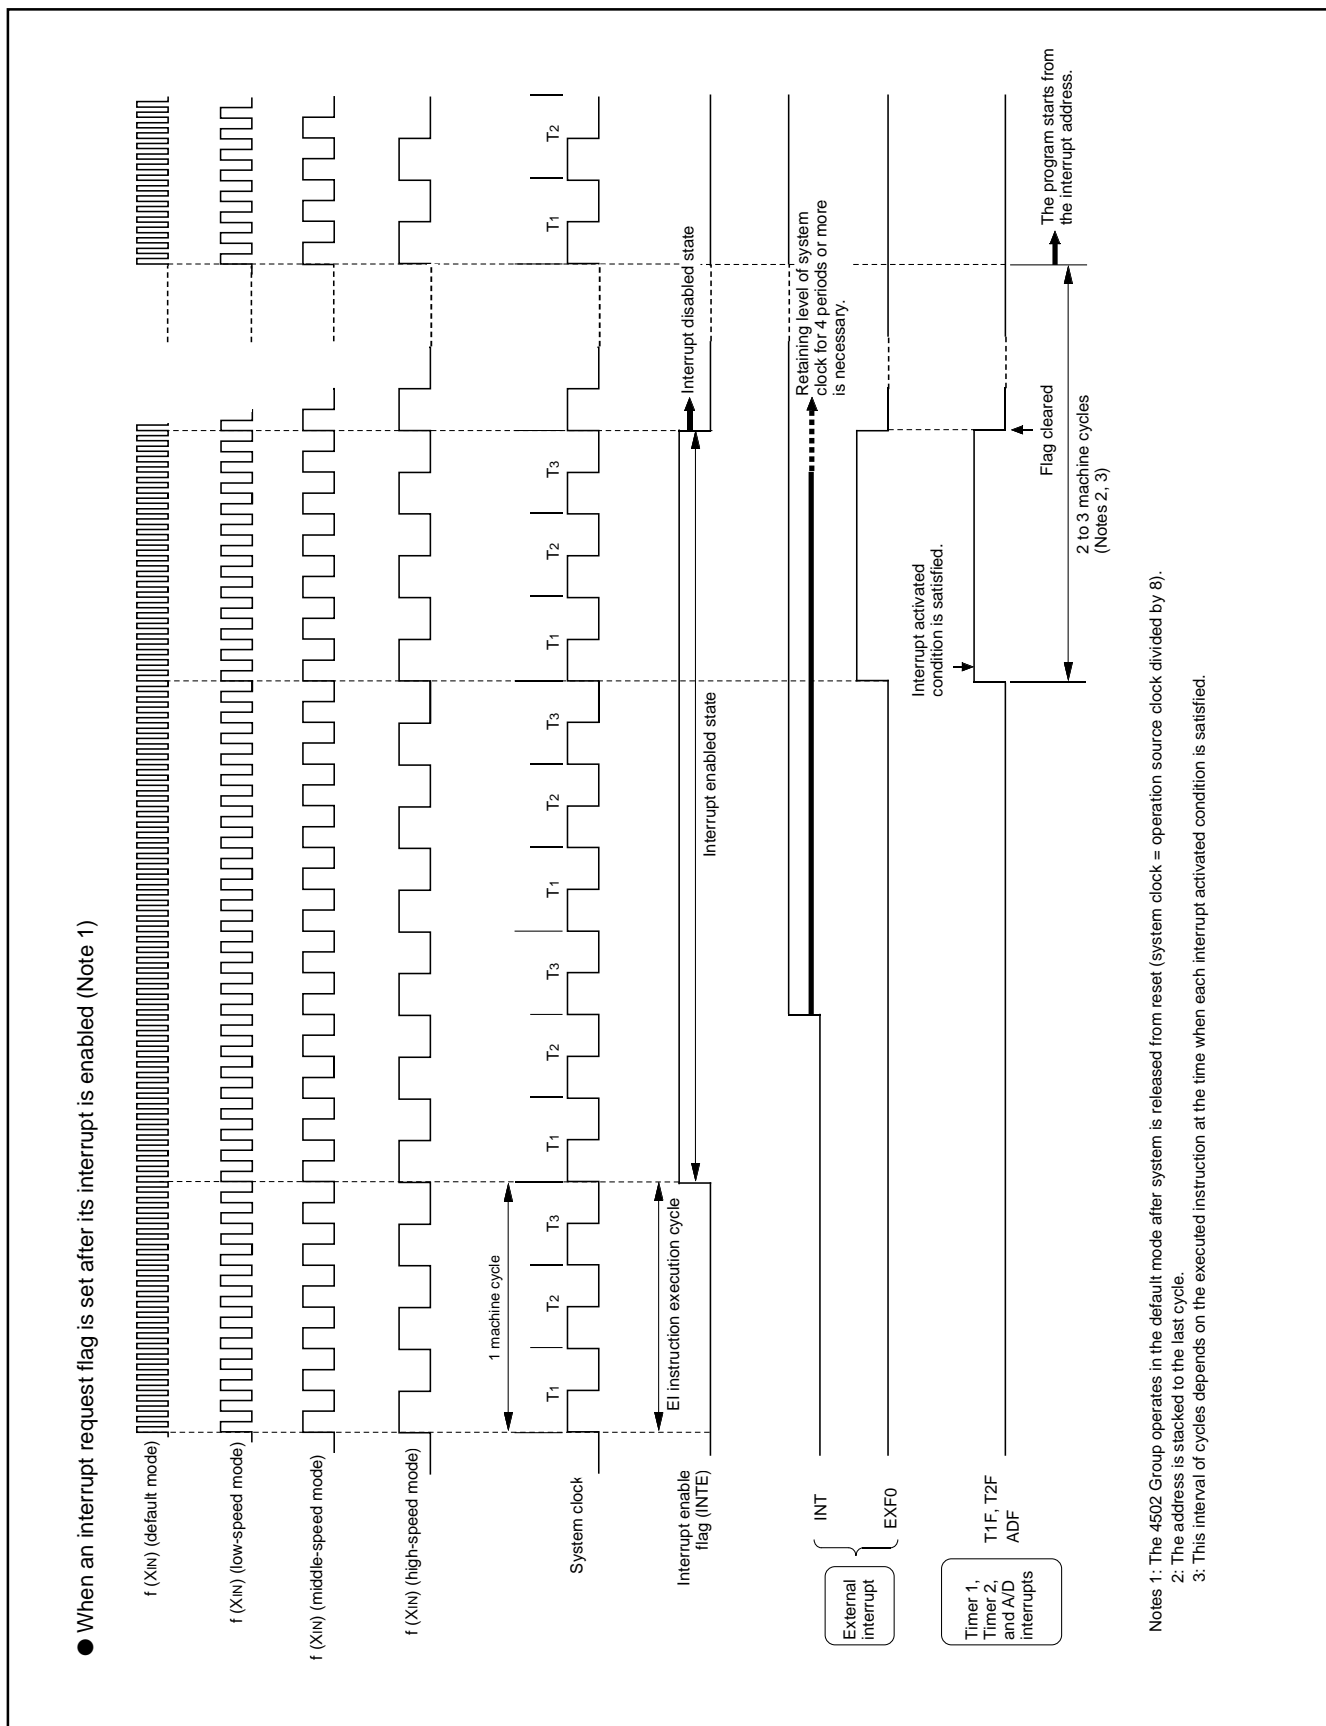 ● When an interrupt request flag is set after its interrupt is enabled (Note 1)
f (XIN) (default mode)
f (XIN) (low-speed mode)
f (XIN) (middle-speed mode)
f (XIN) (high-speed mode)
1 machine cycle
System clock
T1
T2
T3
T1
T2
T3
T1
T2
T3
T1
T2
T1
T2
T3
Interrupt enable
flag (INTE)
EI instruction execution cycle
Interrupt enabled state
Interrupt disabled state
External
interrupt
INT
EXF0
Retaining level of system
clock for 4 periods or more
is necessary.
Timer 1,
Timer 2,
and A/D
interrupts
T1F, T2F
ADF
Interrupt activated
condition is satisfied.
Flag cleared
2 to 3 machine cycles
(Notes 2, 3)
The program starts from
the interrupt address.
Notes 1: The 4502 Group operates in the default mode after system is released from reset (system clock = operation source clock divided by 8).
2: The address is stacked to the last cycle.
3: This interval of cycles depends on the executed instruction at the time when each interrupt activated condition is satisfied.